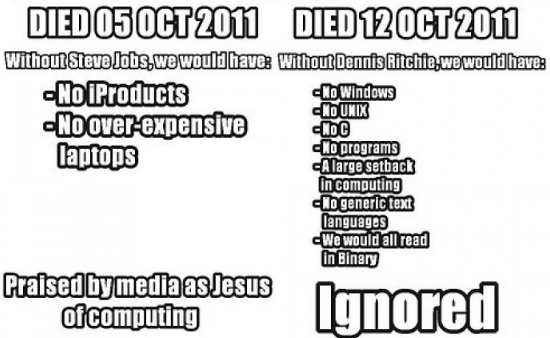 DIED 05 OCT 2011
Without Steve Jobs, we would have:
- No iProducts
- No over-expensive
laptops
Praised by media as Jesus
of computing
DIED 12 OCT 2011
Without Dennis Ritchie, we would have:
- No Windows
- No UNIX
- No C
- No programs
- A large setback
in computing
- No generic text
languages
- We would all read
in Binary
Ignored